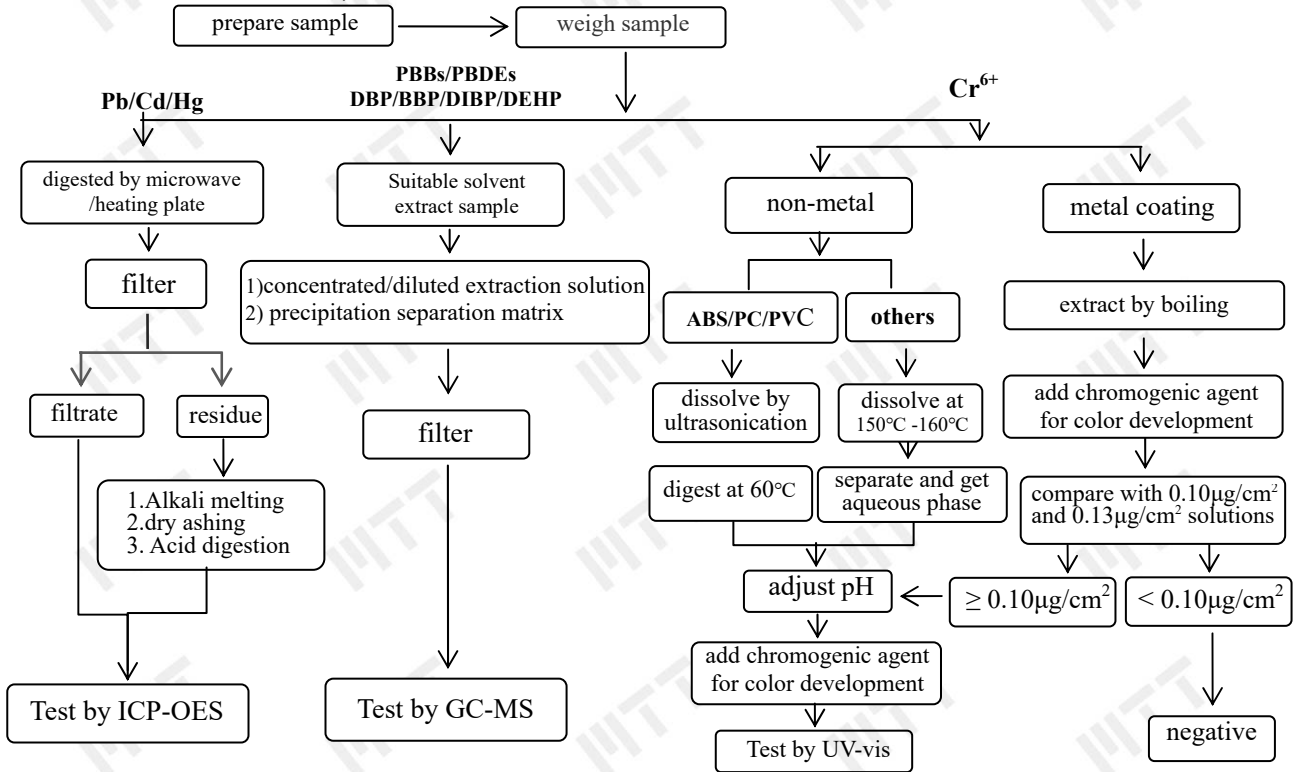 prepare sample
weigh sample
PBBs/PBDEs
DBP/BBP/DIBP/DEHP
Pb/Cd/Hg
Cr⁶⁺
digested by microwave
/heating plate
Suitable solvent
extract sample
non-metal
metal coating
filter
1)concentrated/diluted extraction solution
2) precipitation separation matrix
ABS/PC/PVC
others
extract by boiling
filtrate
residue
filter
dissolve by
ultrasonication
dissolve at
150℃ -160℃
add chromogenic agent
for color development
1.Alkali melting
2.dry ashing
3. Acid digestion
digest at 60℃
separate and get
aqueous phase
compare with 0.10μg/cm²
and 0.13μg/cm² solutions
adjust pH
≥ 0.10μg/cm²
< 0.10μg/cm²
add chromogenic agent
for color development
Test by ICP-OES
Test by GC-MS
Test by UV-vis
negative
MTT